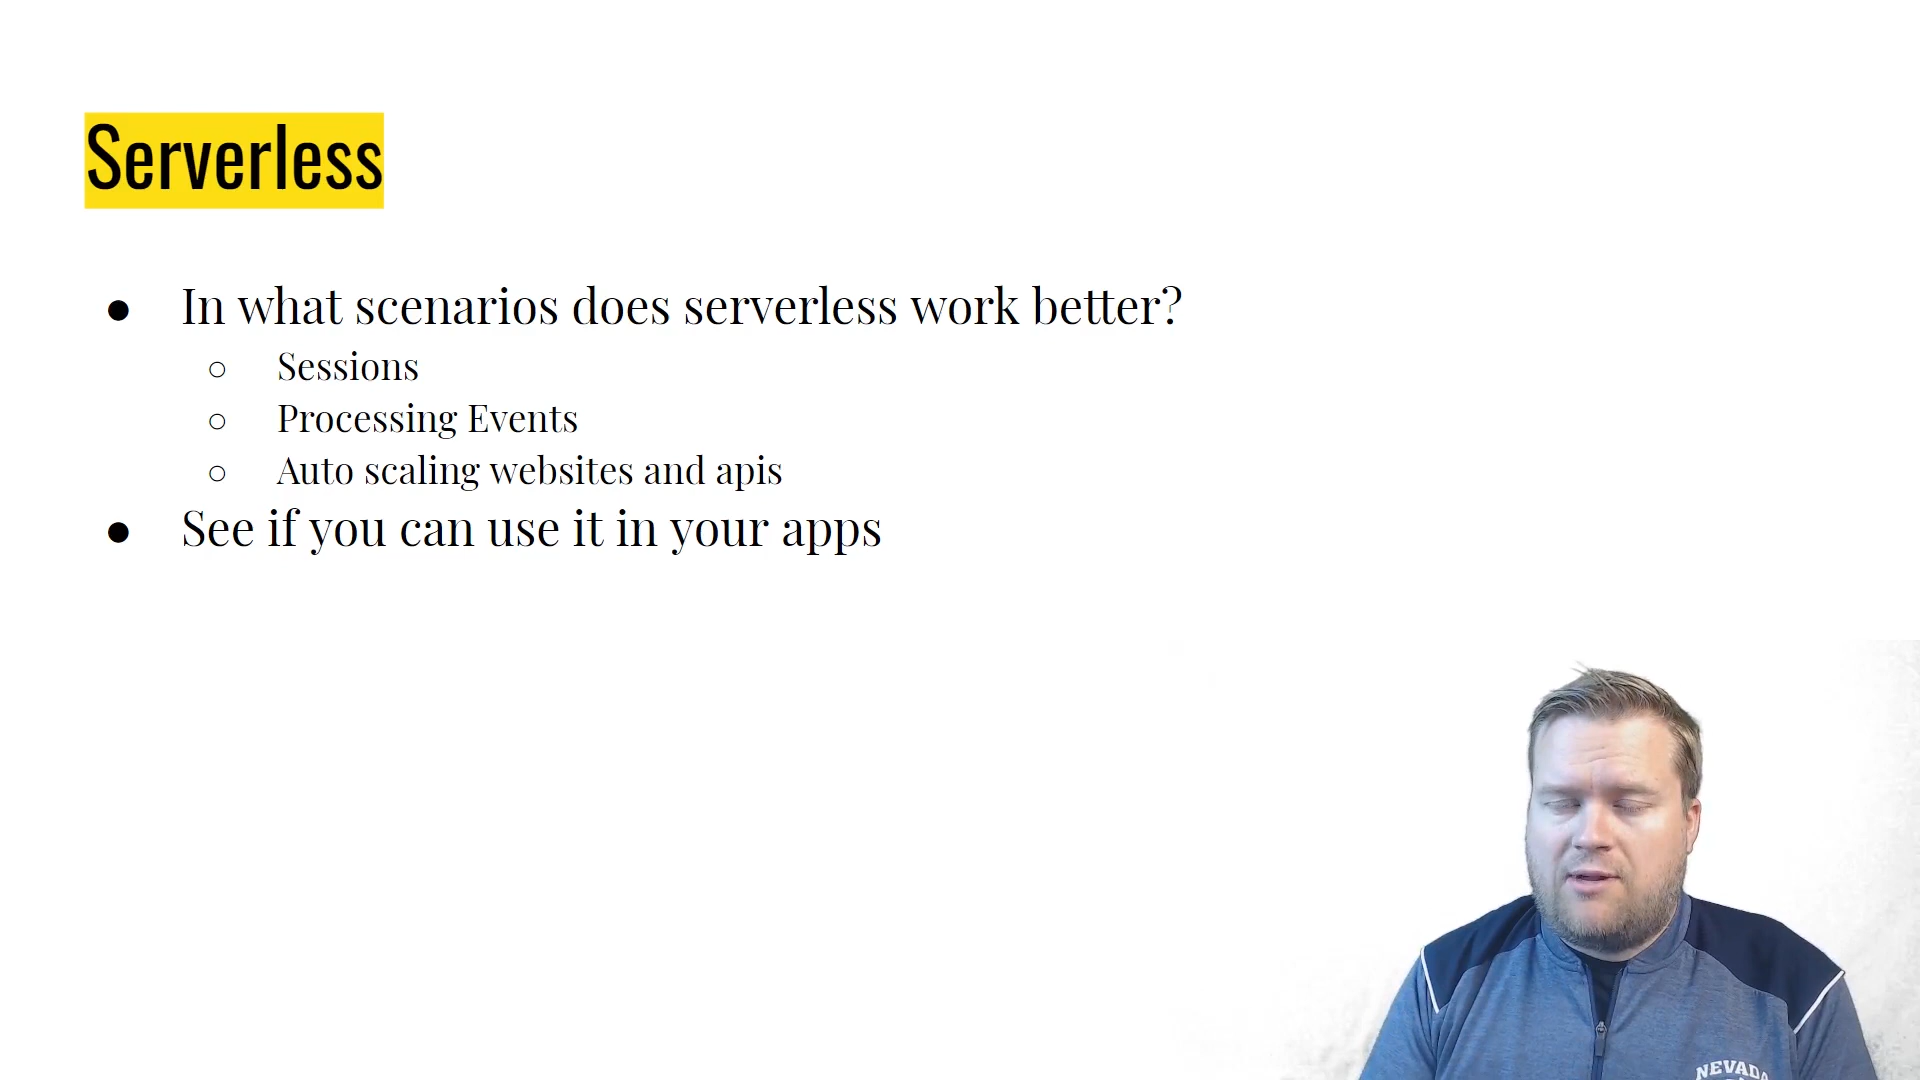 Serverless
● In what scenarios does serverless work better?
○ Sessions
○ Processing Events
○ Auto scaling websites and apis
● See if you can use it in your apps
NEVADA